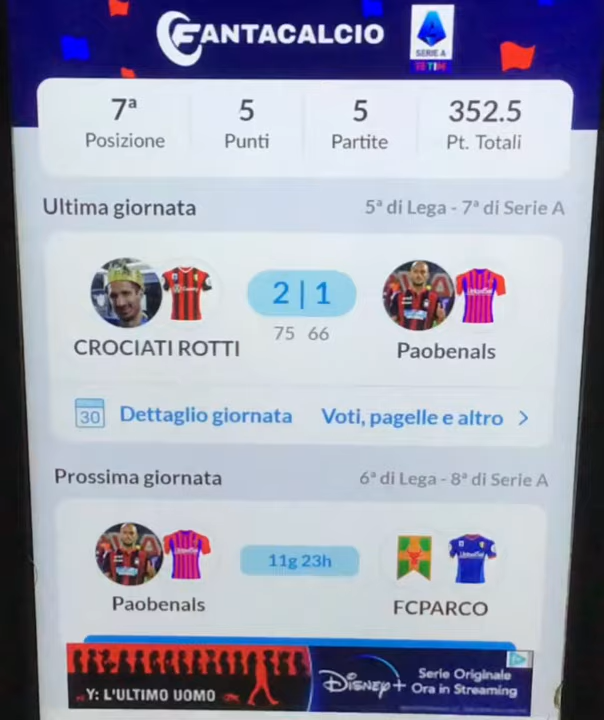 FANTACALCIO
SERIE A
TIM
7ª 5 5 352.5
Posizione Punti Partite Pt. Totali
Ultima giornata 5ª di Lega - 7ª di Serie A
2 | 1
75 66
CROCIATI ROTTI Paobenals
30 Dettaglio giornata Voti, pagelle e altro >
Prossima giornata 6ª di Lega - 8ª di Serie A
11g 23h
Paobenals FCPARCO
Y: L'ULTIMO UOMO
Disney+
Serie Originale
Ora in Streaming